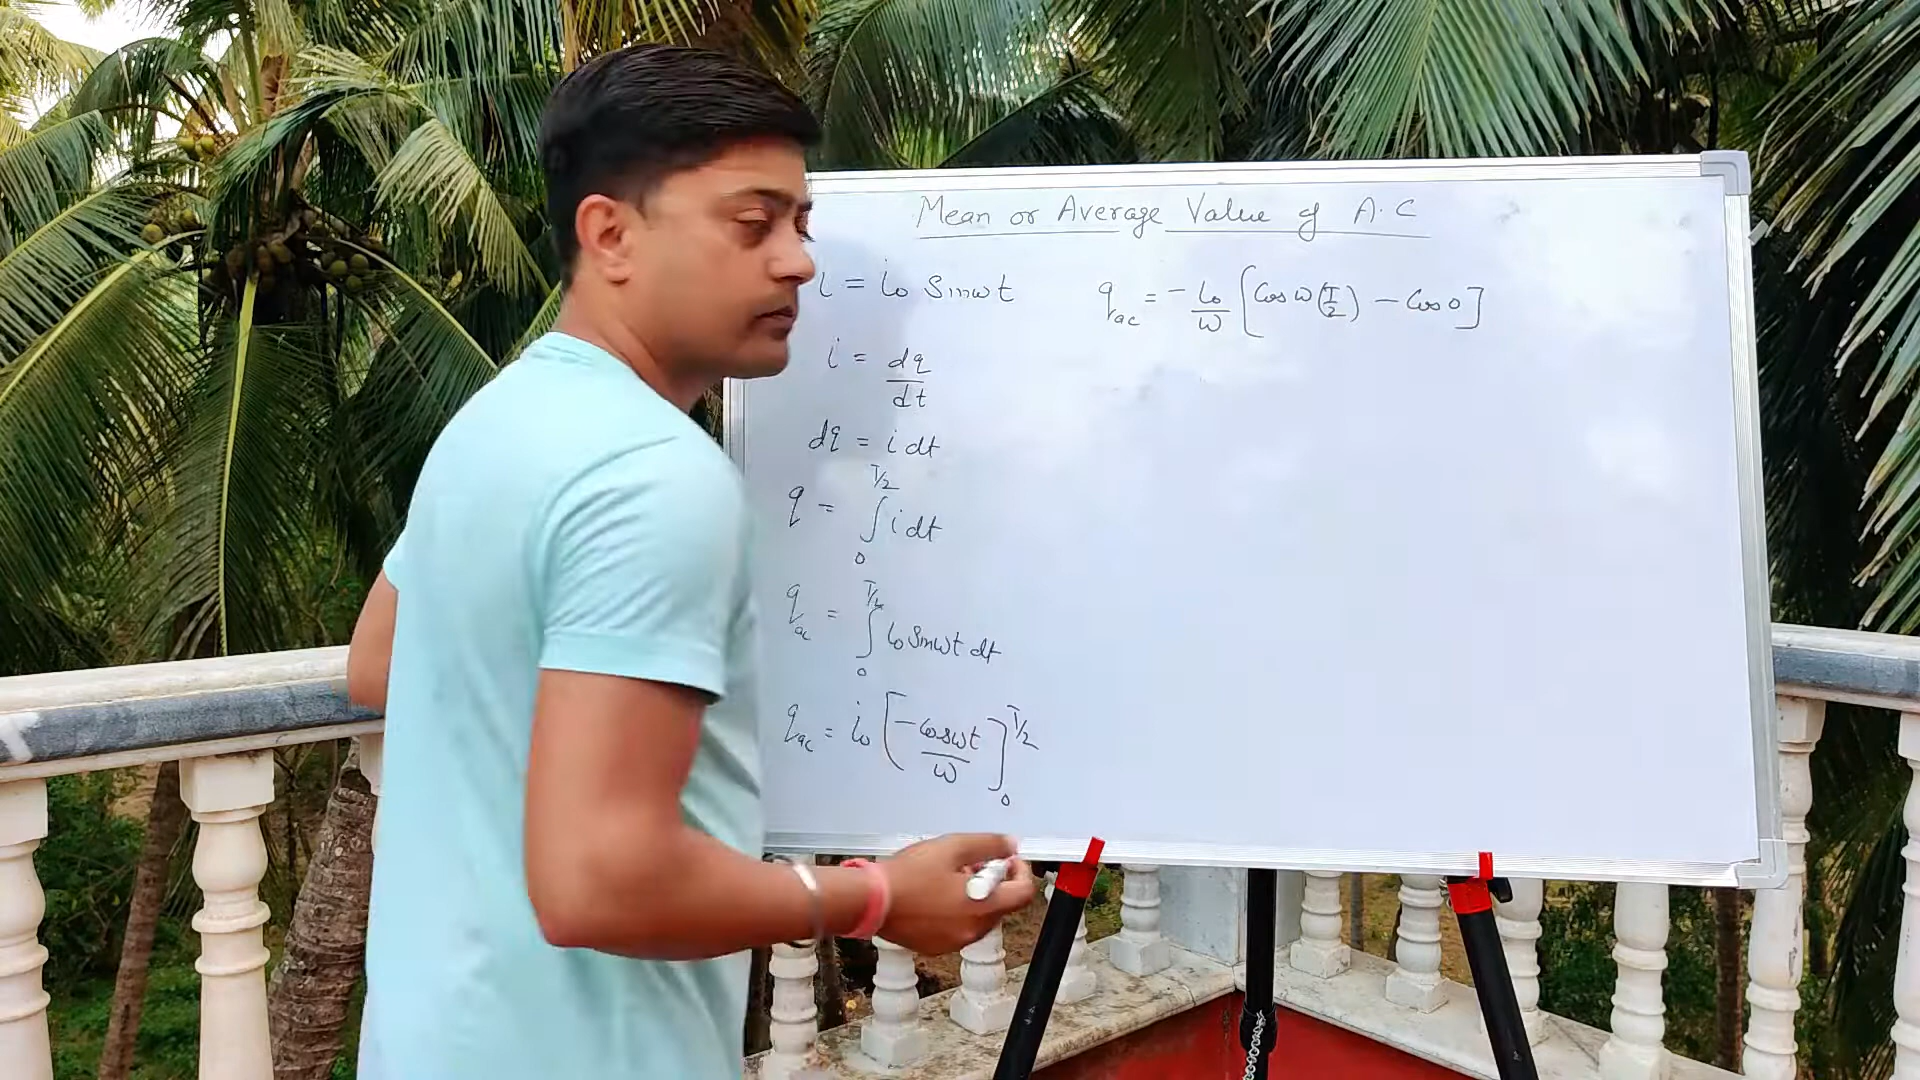 Mean or Average Value of A.C
i = i₀ Sinωt
i = dq/dt
dq = i dt
q = ∫₀^{T/2} i dt
q_ac = ∫₀^{T/2} i₀ Sinωt dt
q_ac = i₀ [-Cosωt/ω]₀^{T/2}
q_ac = -i₀/ω [Cos ω(T/2) - Cos 0]